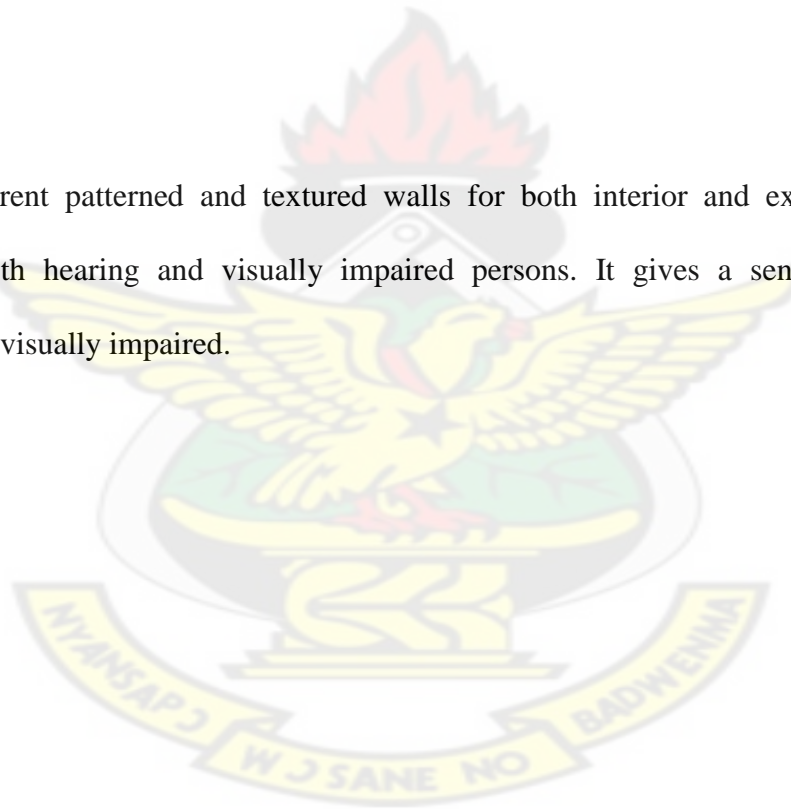 rent patterned and textured walls for both interior and ex
th hearing and visually impaired persons. It gives a sen
visually impaired.
NYANSAPƆ
WƆSANE NO
BADWENMA